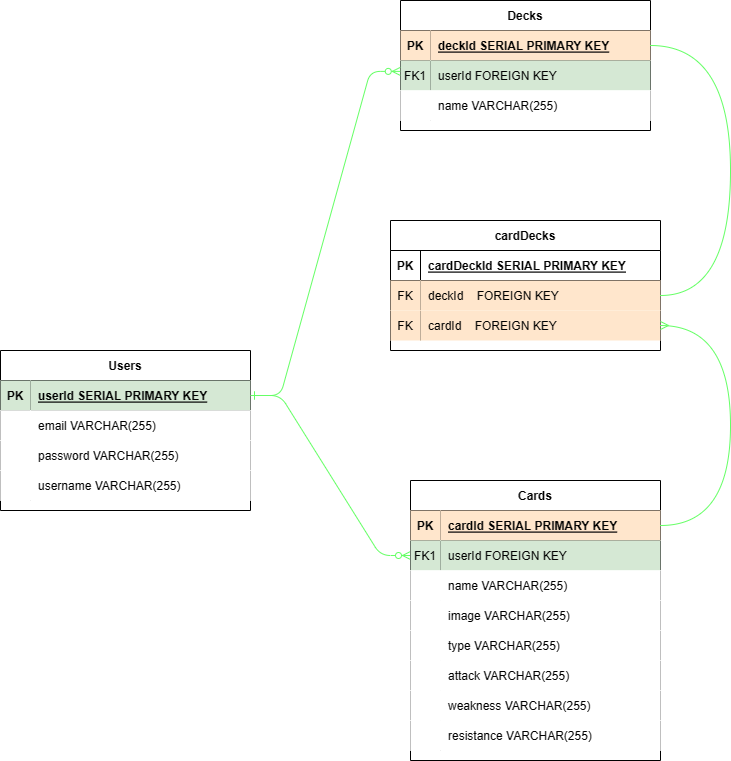 Decks
PK deckId SERIAL PRIMARY KEY
FK1 userId FOREIGN KEY
name VARCHAR(255)
cardDecks
PK cardDeckId SERIAL PRIMARY KEY
FK deckId FOREIGN KEY
FK cardId FOREIGN KEY
Users
PK userId SERIAL PRIMARY KEY
email VARCHAR(255)
password VARCHAR(255)
username VARCHAR(255)
Cards
PK cardId SERIAL PRIMARY KEY
FK1 userId FOREIGN KEY
name VARCHAR(255)
image VARCHAR(255)
type VARCHAR(255)
attack VARCHAR(255)
weakness VARCHAR(255)
resistance VARCHAR(255)